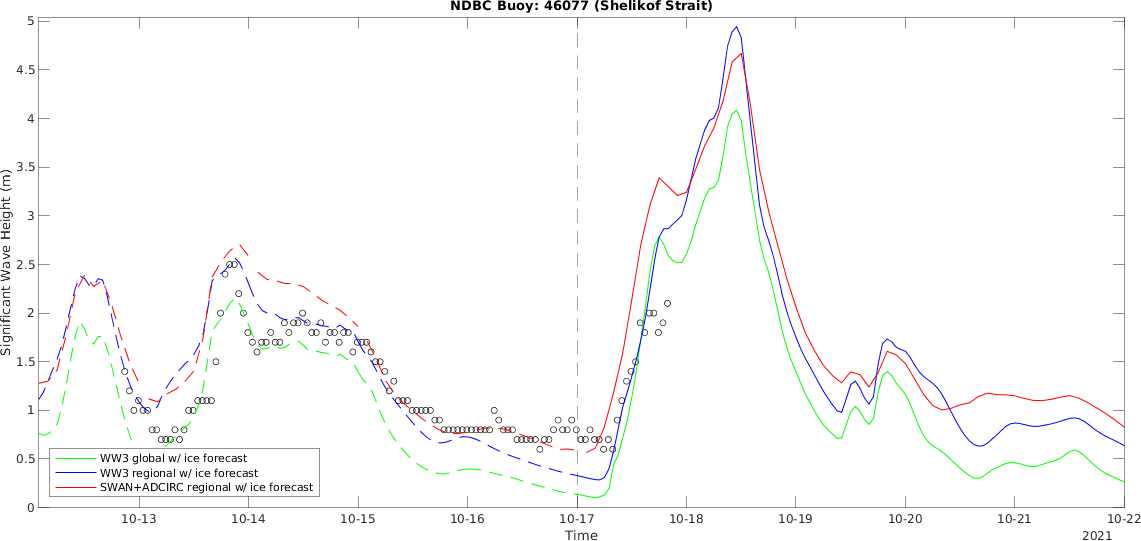 NDBC Buoy: 46077 (Shelikof Strait)
5
4.5
4
3.5
3
2.5
2
1.5
1
0.5
0
Significant Wave Height (m)
WW3 global w/ ice forecast
WW3 regional w/ ice forecast
SWAN+ADCIRC regional w/ ice forecast
10-13 10-14 10-15 10-16 10-17 10-18 10-19 10-20 10-21 10-22
Time
2021